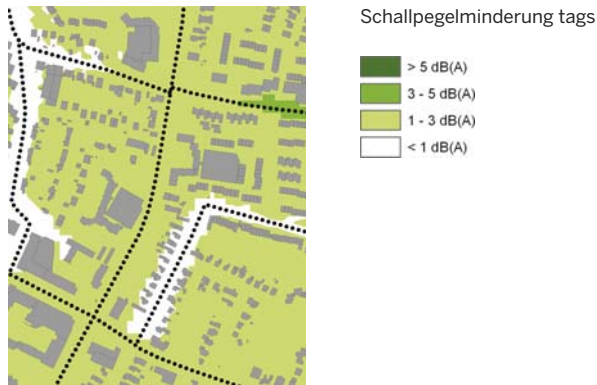 Schallpegelminderung tags
> 5 dB(A)
3 - 5 dB(A)
1 - 3 dB(A)
< 1 dB(A)